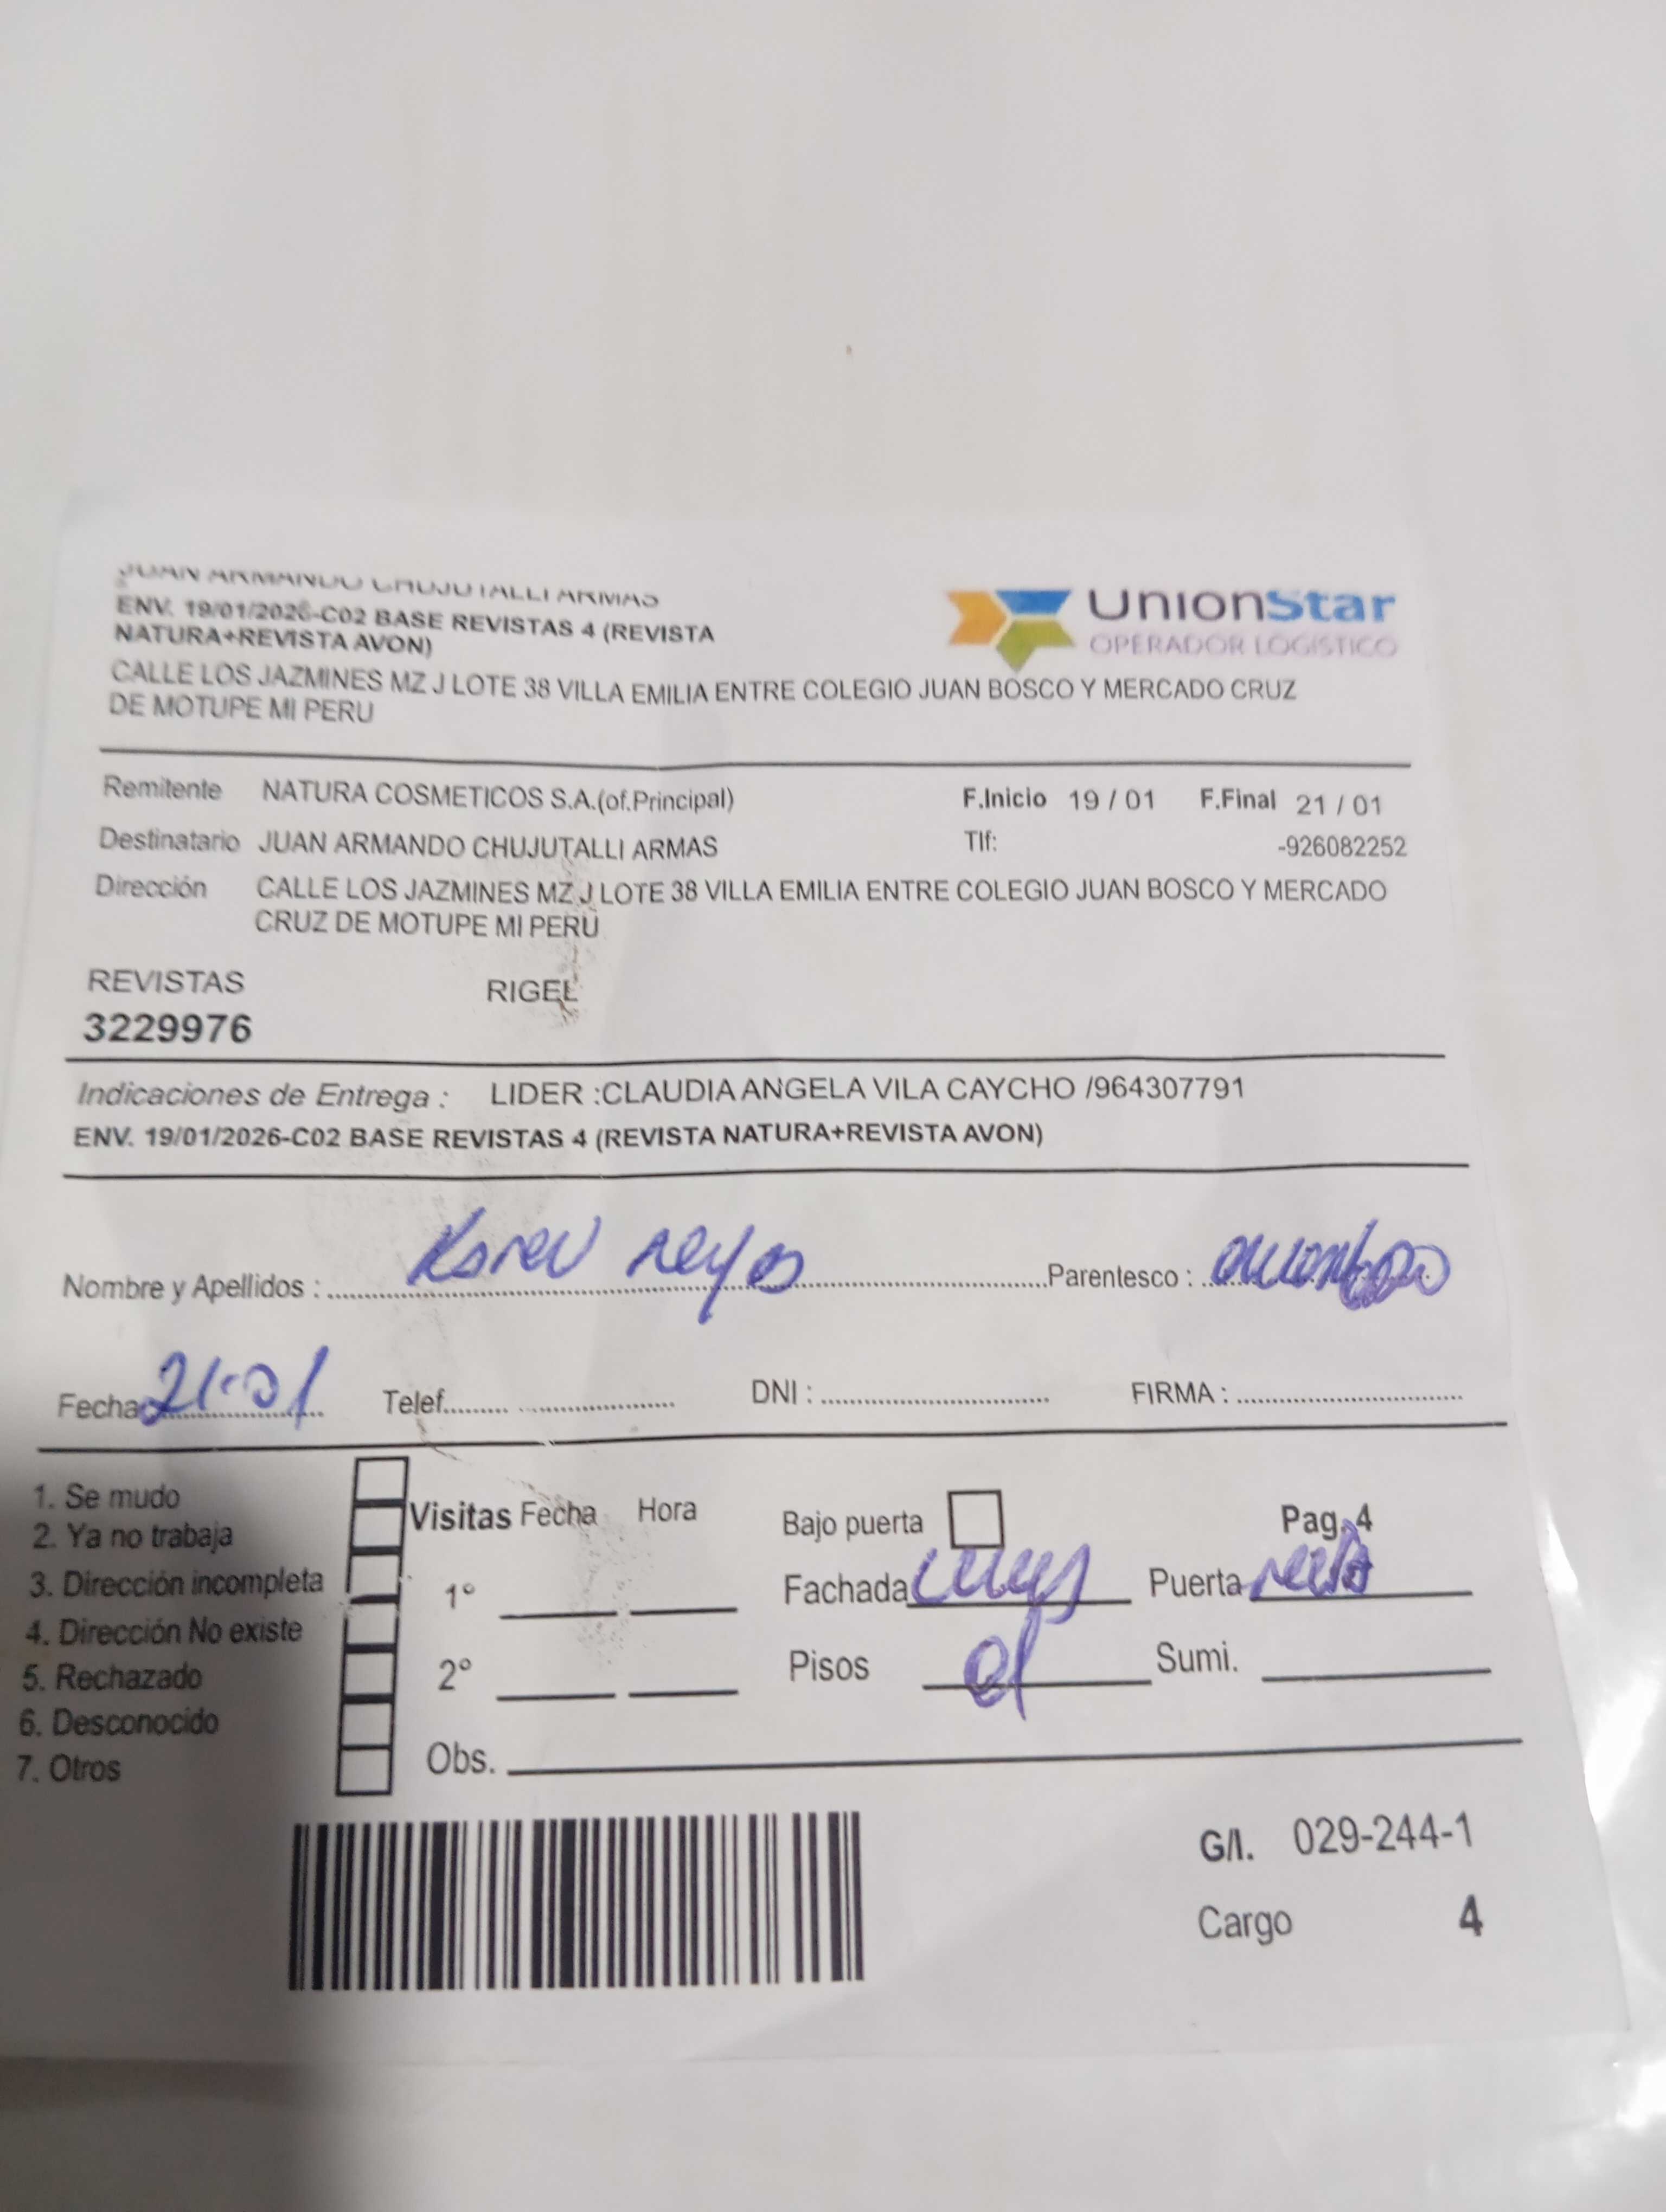 JUAN ARMANDO CHUJUTALLI ARMAS
ENV. 19/01/2026-C02 BASE REVISTAS 4 (REVISTA
NATURA+REVISTA AVON)
CALLE LOS JAZMINES MZ J LOTE 38 VILLA EMILIA ENTRE COLEGIO JUAN BOSCO Y MERCADO CRUZ
DE MOTUPE MI PERU
UnionStar
OPERADOR LOGÍSTICO
Remitente NATURA COSMETICOS S.A.(of.Principal) F.Inicio 19 / 01 F.Final 21 / 01
Destinatario JUAN ARMANDO CHUJUTALLI ARMAS Tlf: -926082252
Dirección CALLE LOS JAZMINES MZ J LOTE 38 VILLA EMILIA ENTRE COLEGIO JUAN BOSCO Y MERCADO
CRUZ DE MOTUPE MI PERU
REVISTAS RIGEL
3229976
Indicaciones de Entrega : LIDER :CLAUDIA ANGELA VILA CAYCHO /964307791
ENV. 19/01/2026-C02 BASE REVISTAS 4 (REVISTA NATURA+REVISTA AVON)
Nombre y Apellidos : Karen Reyes Parentesco :
Fecha 21-01 Telef. DNI : FIRMA :
1. Se mudo
2. Ya no trabaja
3. Dirección incompleta
4. Dirección No existe
5. Rechazado
6. Desconocido
7. Otros
Visitas Fecha Hora
1°
2°
Obs.
Bajo puerta Pag. 4
Fachada Puerta
Pisos Sumi.
G/I. 029-244-1
Cargo 4